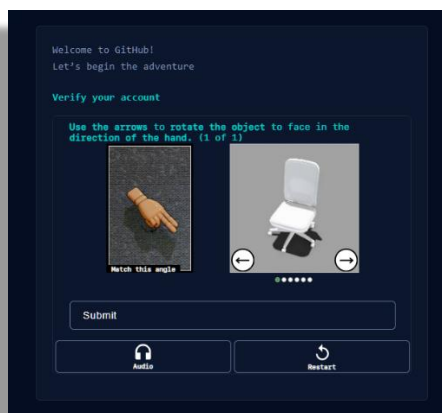 Welcome to GitHub!
Let's begin the adventure
Verify your account
Use the arrows to rotate the object to face in the
direction of the hand. (1 of 1)
Match this angle
Submit
Audio
Restart